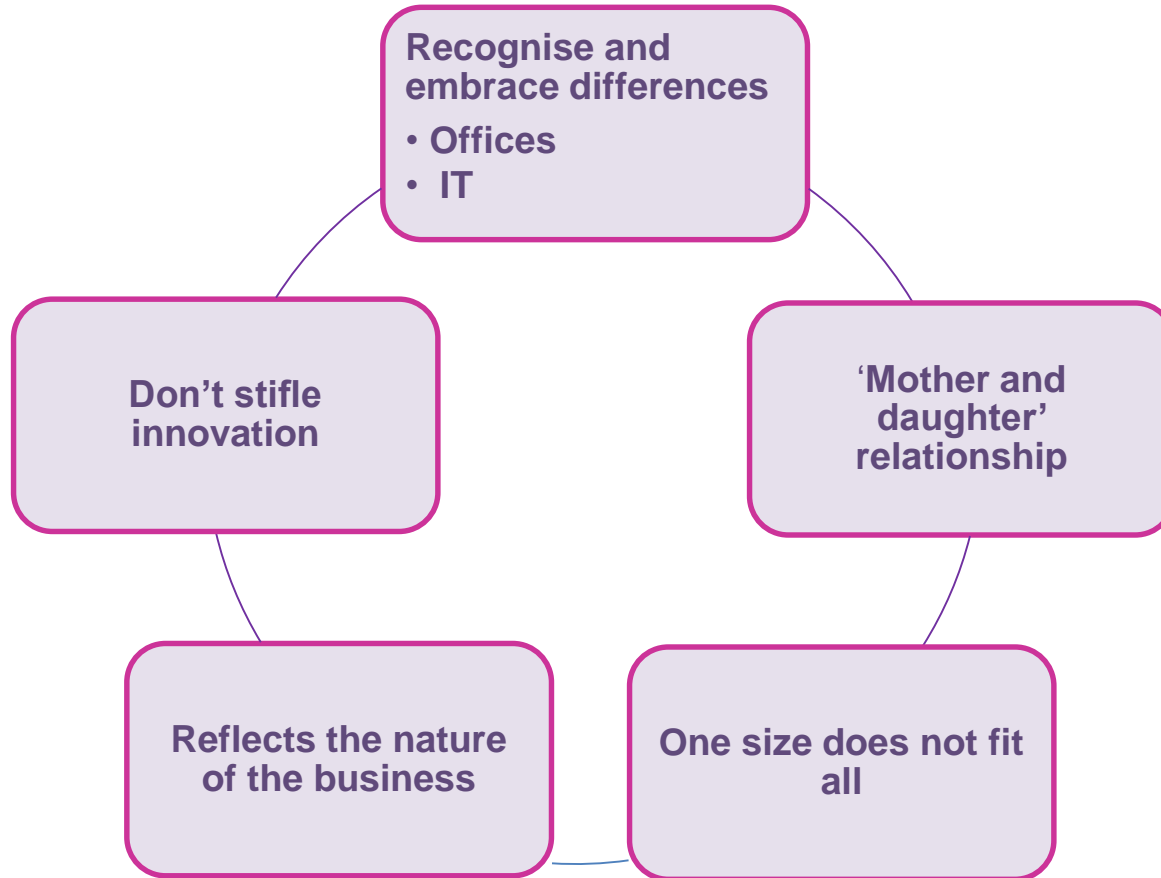 Recognise and
embrace differences
• Offices
• IT
‘Mother and
daughter’
relationship
One size does not fit
all
Reflects the nature
of the business
Don’t stifle
innovation